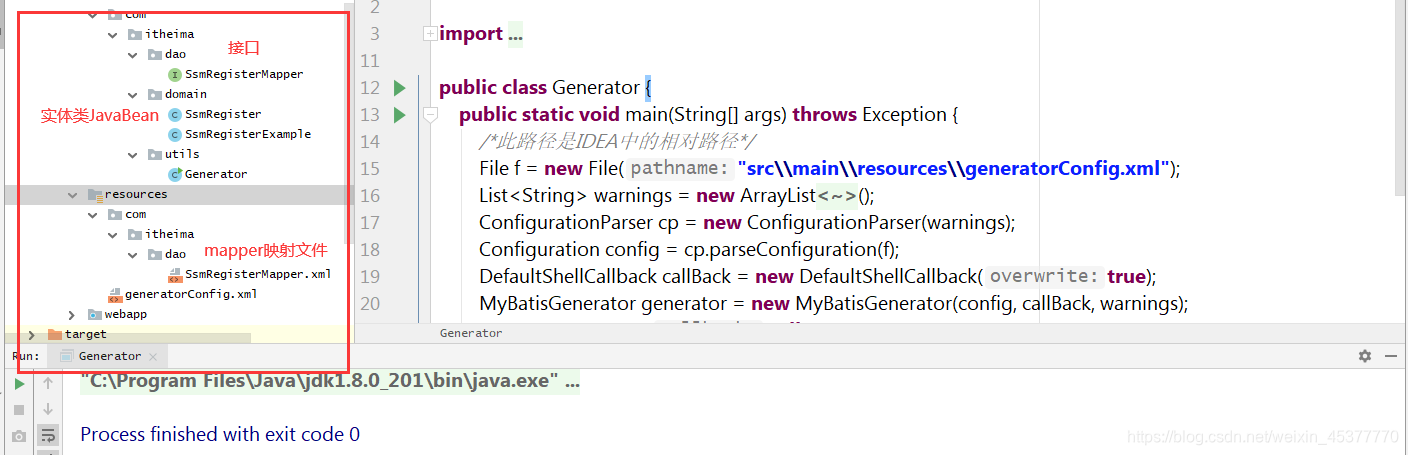 com
itheima
dao
接口
SsmRegisterMapper
domain
实体类JavaBean
SsmRegister
SsmRegisterExample
utils
Generator
resources
com
itheima
dao
mapper映射文件
SsmRegisterMapper.xml
generatorConfig.xml
webapp
target
2
3 import ...
11
12 public class Generator {
13 public static void main(String[] args) throws Exception {
14 /*此路径是IDEA中的相对路径*/
15 File f = new File( pathname: "src\\main\\resources\\generatorConfig.xml");
16 List<String> warnings = new ArrayList<~>();
17 ConfigurationParser cp = new ConfigurationParser(warnings);
18 Configuration config = cp.parseConfiguration(f);
19 DefaultShellCallback callBack = new DefaultShellCallback( overwrite: true);
20 MyBatisGenerator generator = new MyBatisGenerator(config, callBack, warnings);
Generator
Run: Generator
"C:\Program Files\Java\jdk1.8.0_201\bin\java.exe" ...
Process finished with exit code 0
https://blog.csdn.net/weixin_45377770